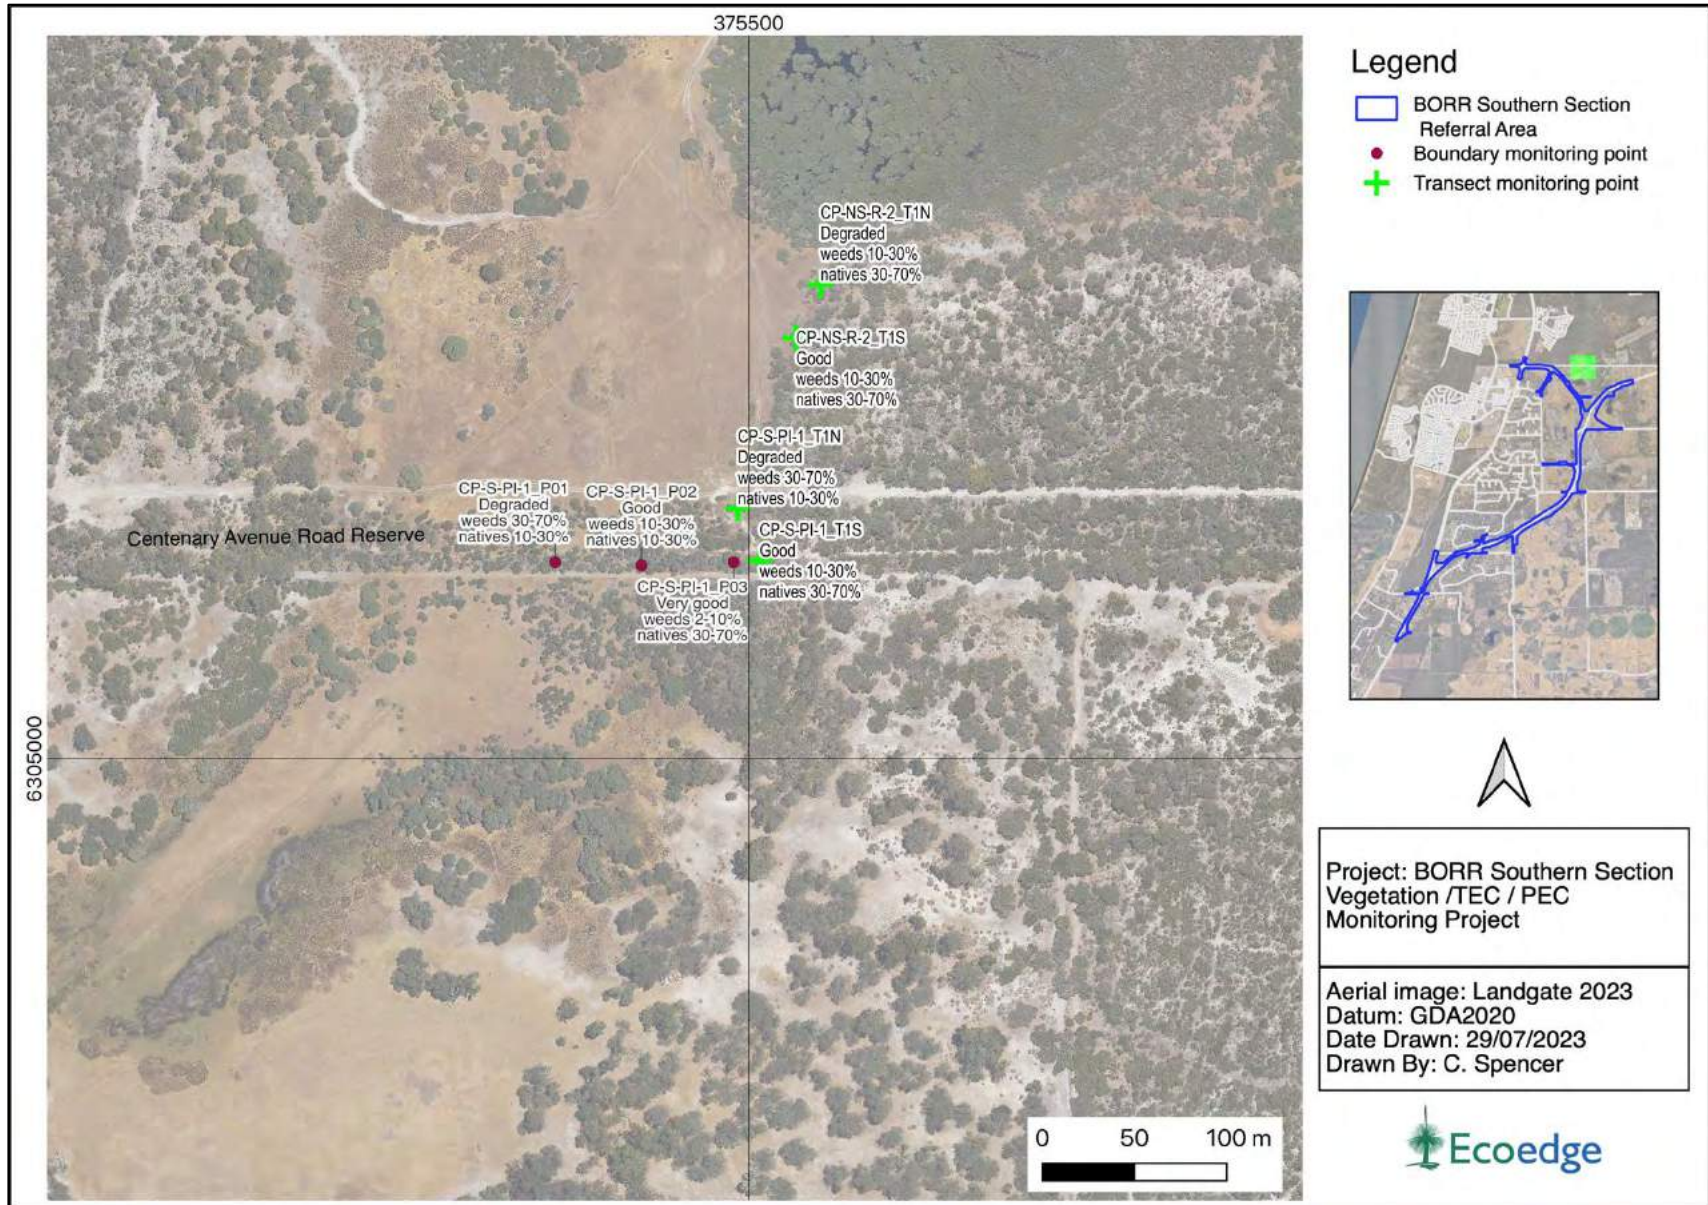 375500
6305000
CP-NS-R-2_T1N
Degraded
weeds 10-30%
natives 30-70%
CP-NS-R-2_T1S
Good
weeds 10-30%
natives 30-70%
CP-S-PI-1_T1N
Degraded
weeds 30-70%
natives 10-30%
CP-S-PI-1_P01
Degraded
weeds 30-70%
natives 10-30%
CP-S-PI-1_P02
Good
weeds 10-30%
natives 10-30%
Centenary Avenue Road Reserve
CP-S-PI-1_T1S
Good
weeds 10-30%
natives 30-70%
CP-S-PI-1_P03
Very good
weeds 2-10%
natives 30-70%
0 50 100 m
Legend
BORR Southern Section
Referral Area
Boundary monitoring point
Transect monitoring point
Project: BORR Southern Section
Vegetation /TEC / PEC
Monitoring Project
Aerial image: Landgate 2023
Datum: GDA2020
Date Drawn: 29/07/2023
Drawn By: C. Spencer
Ecoedge